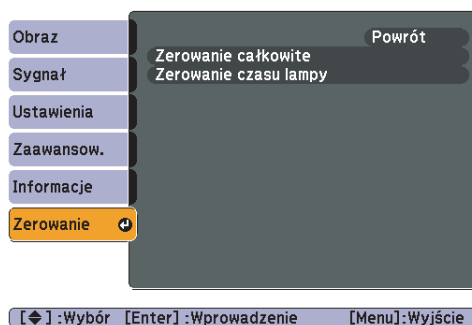 Obraz
Sygnał
Ustawienia
Zaawansow.
Informacje
Zerowanie
Powrót
Zerowanie całkowite
Zerowanie czasu lampy
[◆] :Wybór [Enter] :Wprowadzenie [Menu]:Wyjście